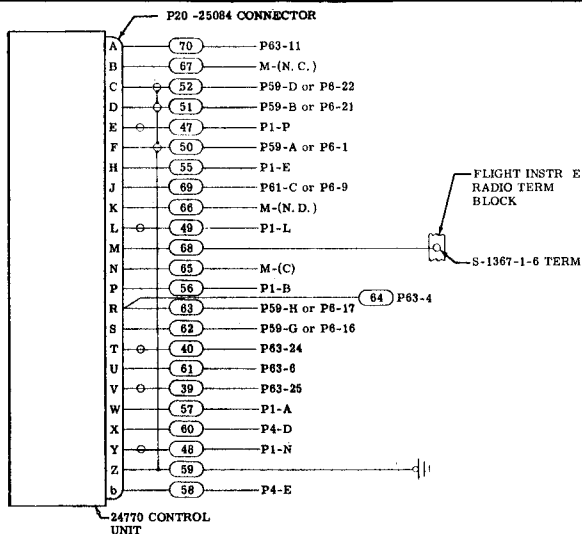 P20 -25084 CONNECTOR
A 70 P63-11
B 67 M-(N. C. )
C 52 P59-D or P6-22
D 51 P59-B or P6-21
E 47 P1-P
F 50 P59-A or P6-1
H 55 P1-E
J 69 P61-C or P6-9
K 66 M-(N. D. )
FLIGHT INSTR E
RADIO TERM
BLOCK
L 49 P1-L
M 68
S-1367-1-6 TERM
N 65 M-(C)
P 56 P1-B
64 P63-4
R 63 P59-H or P6-17
S 62 P59-G or P6-16
T 40 P63-24
U 61 P63-6
V 39 P63-25
W 57 P1-A
X 60 P4-D
Y 48 P1-N
Z 59
b 58 P4-E
24770 CONTROL
UNIT